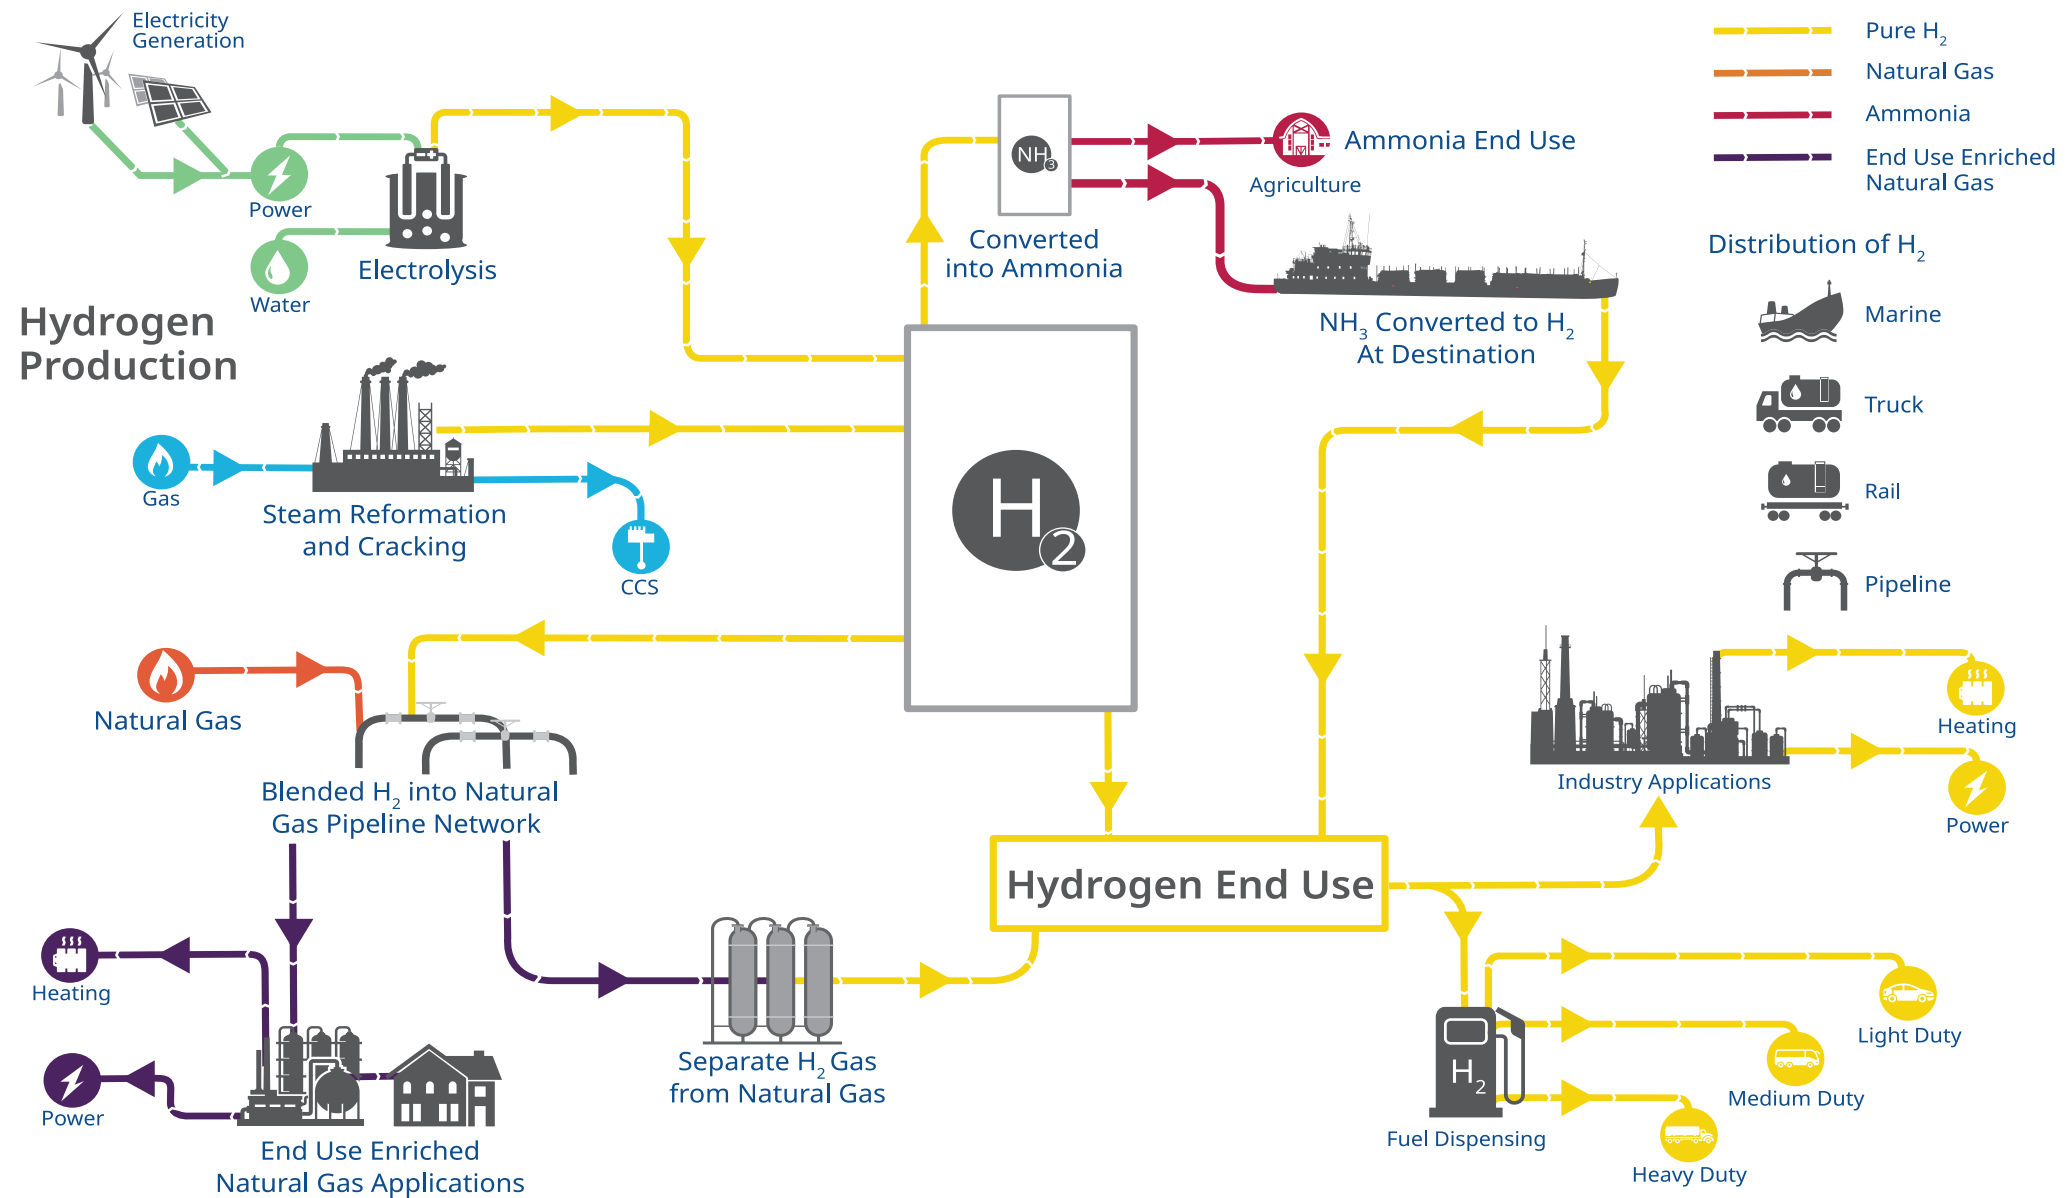 Electricity
Generation
Power
Water
Electrolysis
Hydrogen
Production
Gas
Steam Reformation
and Cracking
CCS
Natural Gas
Blended H₂ into Natural
Gas Pipeline Network
Heating
Power
End Use Enriched
Natural Gas Applications
Separate H₂ Gas
from Natural Gas
H₂
NH₃
Converted
into Ammonia
Agriculture
Ammonia End Use
NH₃ Converted to H₂
At Destination
Hydrogen End Use
Pure H₂
Natural Gas
Ammonia
End Use Enriched
Natural Gas
Distribution of H₂
Marine
Truck
Rail
Pipeline
Industry Applications
Heating
Power
H₂
Fuel Dispensing
Light Duty
Medium Duty
Heavy Duty